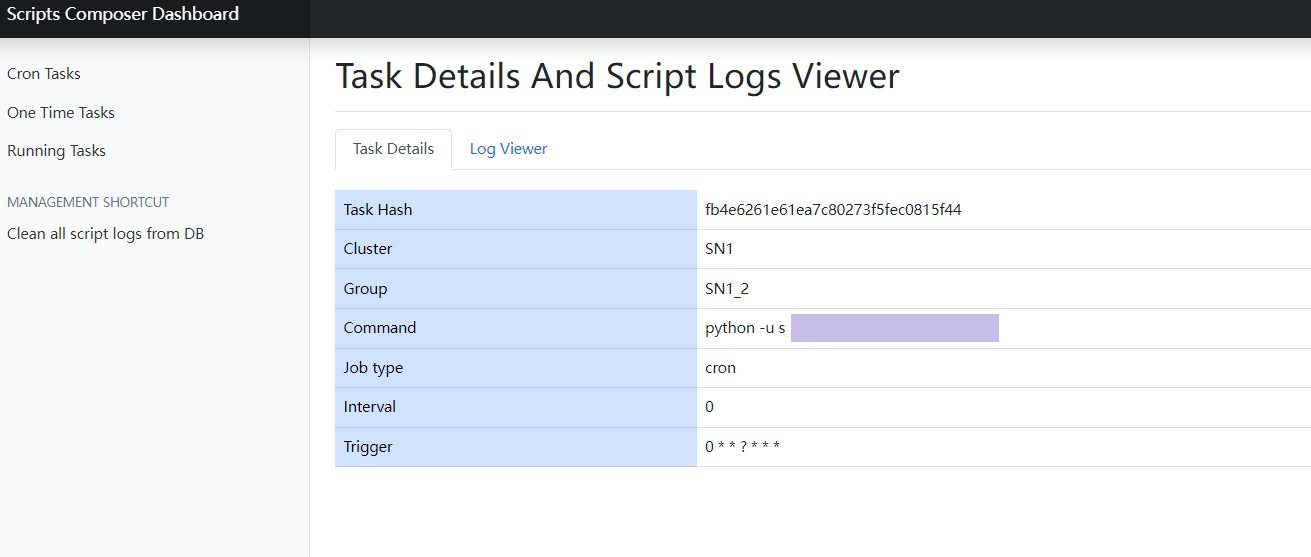 Scripts Composer Dashboard
Cron Tasks
One Time Tasks
Running Tasks
MANAGEMENT SHORTCUT
Clean all script logs from DB
Task Details And Script Logs Viewer
Task Details Log Viewer
Task Hash fb4e6261e61ea7c80273f5fec0815f44
Cluster SN1
Group SN1_2
Command python -u s
Job type cron
Interval 0
Trigger 0 * * ? * * *